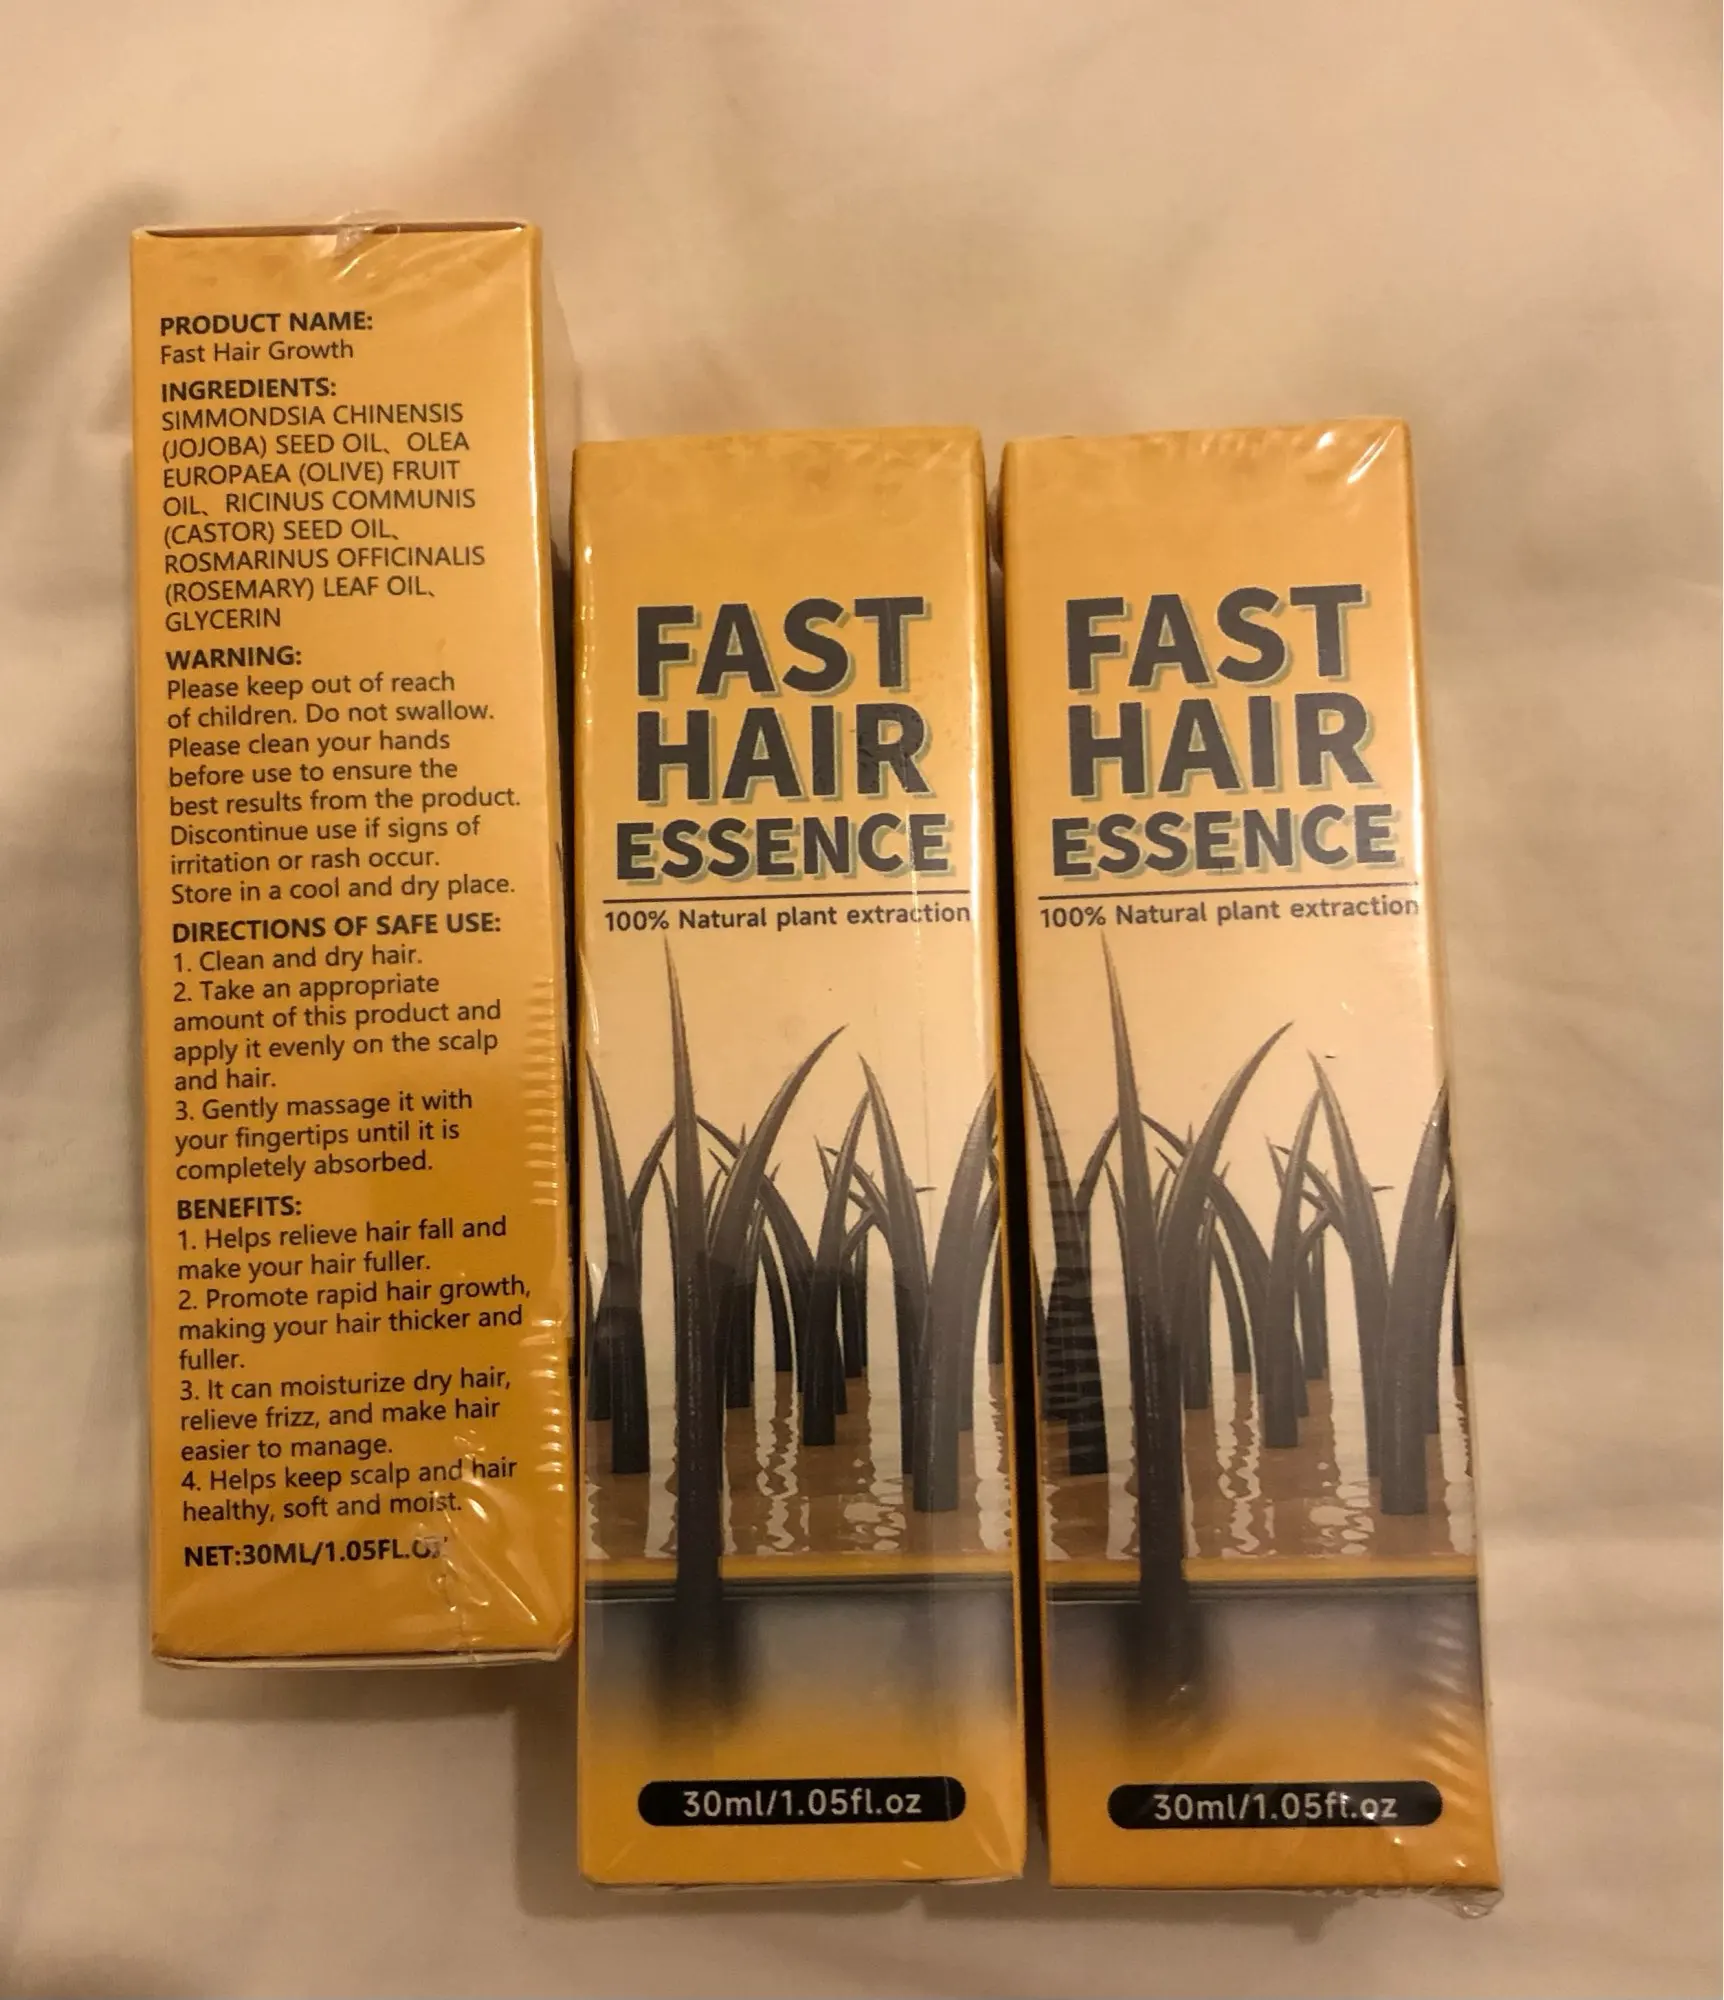 PRODUCT NAME:
Fast Hair Growth
INGREDIENTS:
SIMMONDSIA CHINENSIS
(JOJOBA) SEED OIL、OLEA
EUROPAEA (OLIVE) FRUIT
OIL、RICINUS COMMUNIS
(CASTOR) SEED OIL、
ROSMARINUS OFFICINALIS
(ROSEMARY) LEAF OIL、
GLYCERIN
WARNING:
Please keep out of reach
of children. Do not swallow.
Please clean your hands
before use to ensure the
best results from the product.
Discontinue use if signs of
irritation or rash occur.
Store in a cool and dry place.
DIRECTIONS OF SAFE USE:
1. Clean and dry hair.
2. Take an appropriate
amount of this product and
apply it evenly on the scalp
and hair.
3. Gently massage it with
your fingertips until it is
completely absorbed.
BENEFITS:
1. Helps relieve hair fall and
make your hair fuller.
2. Promote rapid hair growth,
making your hair thicker and
fuller.
3. It can moisturize dry hair,
relieve frizz, and make hair
easier to manage.
4. Helps keep scalp and hair
healthy, soft and moist.
NET:30ML/1.05FL.OZ
FAST
HAIR
ESSENCE
100% Natural plant extraction
30ml/1.05fl.oz
FAST
HAIR
ESSENCE
100% Natural plant extraction
30ml/1.05fl.oz